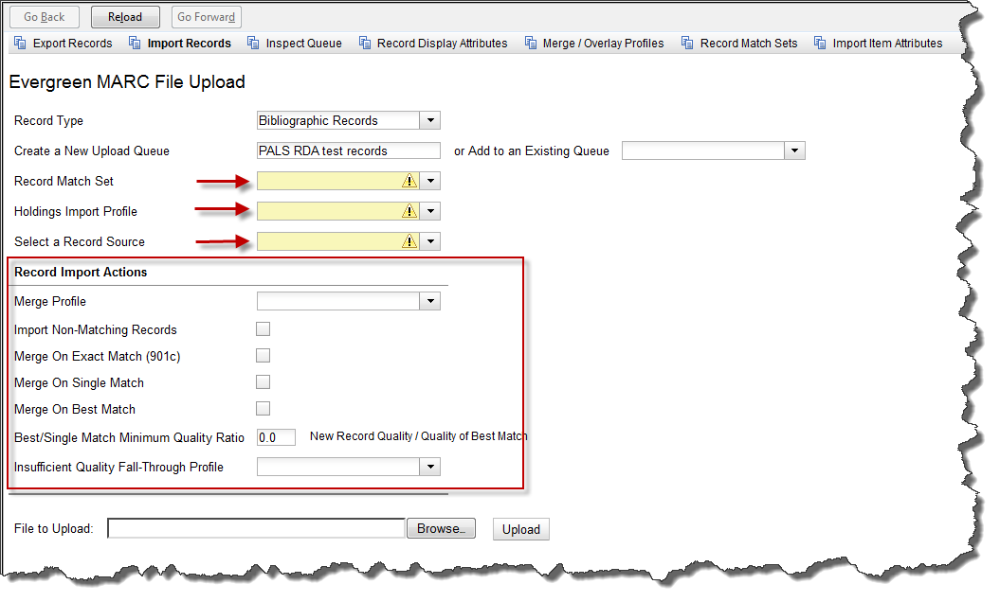 Go Back Reload Go Forward
Export Records Import Records Inspect Queue Record Display Attributes Merge / Overlay Profiles Record Match Sets Import Item Attributes
Evergreen MARC File Upload
Record Type Bibliographic Records
Create a New Upload Queue PALS RDA test records or Add to an Existing Queue
Record Match Set
Holdings Import Profile
Select a Record Source
Record Import Actions
Merge Profile
Import Non-Matching Records
Merge On Exact Match (901c)
Merge On Single Match
Merge On Best Match
Best/Single Match Minimum Quality Ratio 0.0 New Record Quality / Quality of Best Match
Insufficient Quality Fall-Through Profile
File to Upload: Browse... Upload